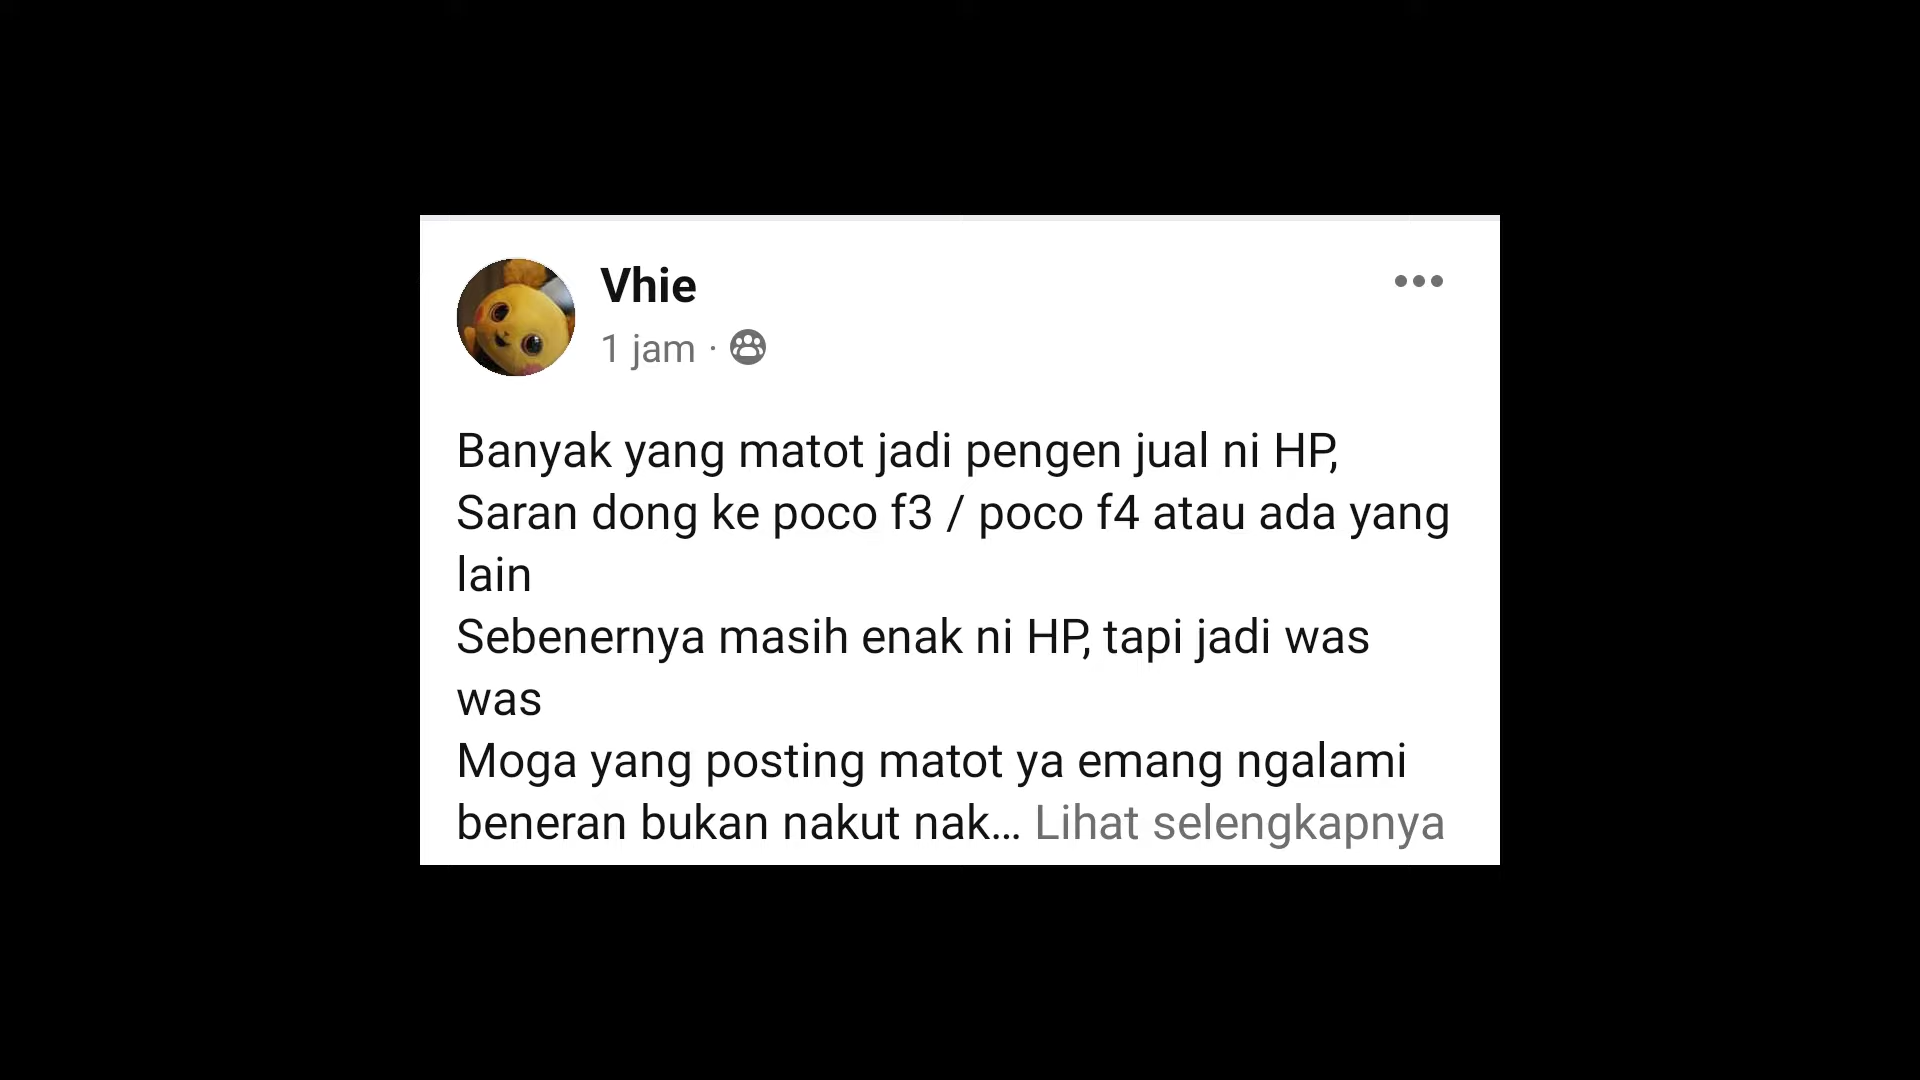 Vhie
1 jam ·
Banyak yang matot jadi pengen jual ni HP,
Saran dong ke poco f3 / poco f4 atau ada yang
lain
Sebenernya masih enak ni HP, tapi jadi was
was
Moga yang posting matot ya emang ngalami
beneran bukan nakut nak... Lihat selengkapnya